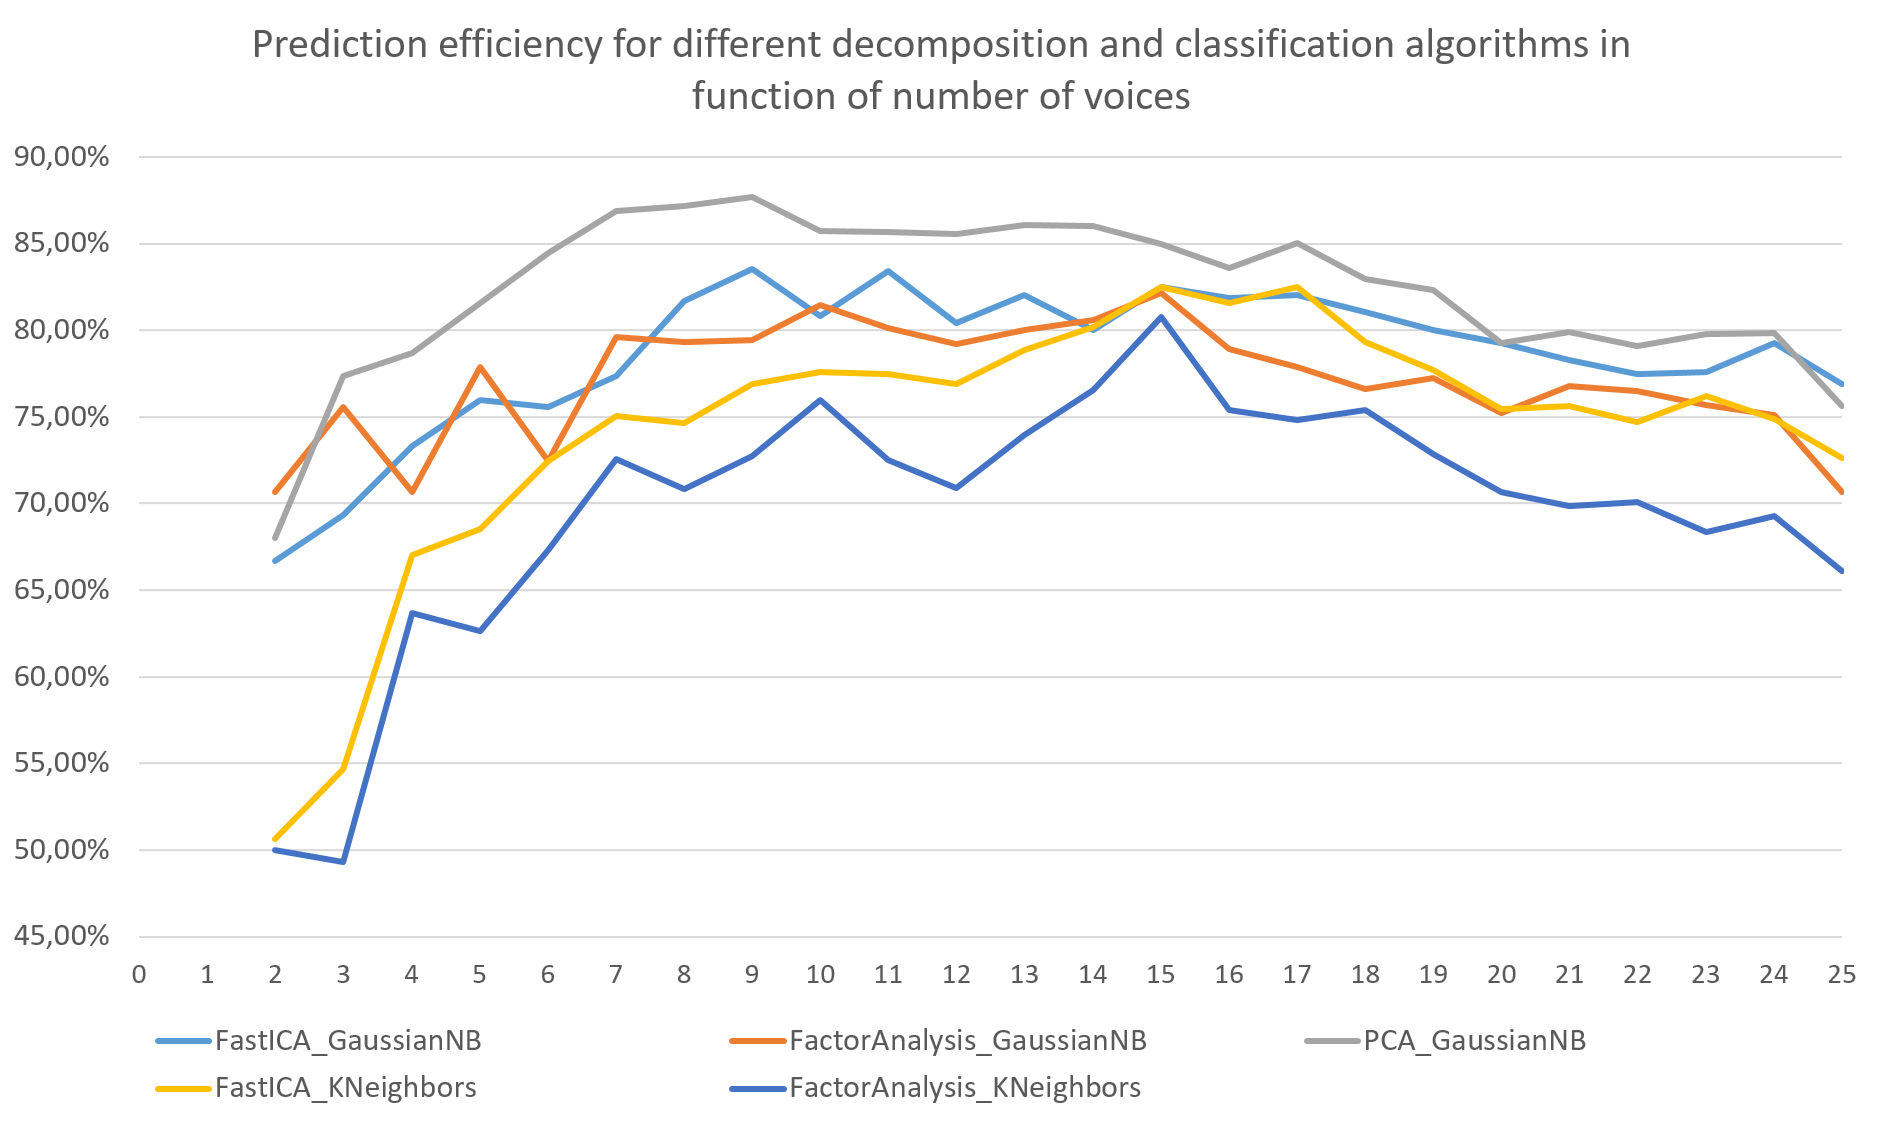 Prediction efficiency for different decomposition and classification algorithms in
function of number of voices
90,00%
85,00%
80,00%
75,00%
70,00%
65,00%
60,00%
55,00%
50,00%
45,00%
0 1 2 3 4 5 6 7 8 9 10 11 12 13 14 15 16 17 18 19 20 21 22 23 24 25
FastICA_GaussianNB FactorAnalysis_GaussianNB PCA_GaussianNB
FastICA_KNeighbors FactorAnalysis_KNeighbors